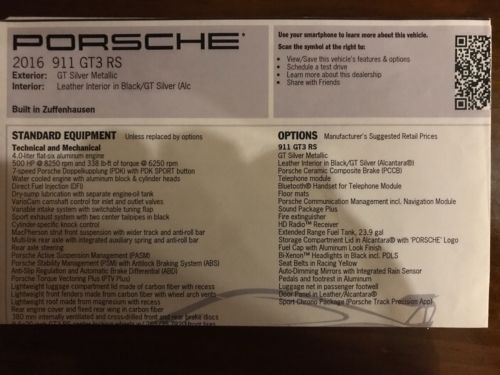 PORSCHE
2016 911 GT3 RS
Exterior: GT Silver Metallic
Interior: Leather Interior in Black/GT Silver (Alc
Built in Zuffenhausen
Use your smartphone to learn more about this vehicle.
Scan the symbol at the right to:
• View/Save this vehicle's features & options
• Schedule a test drive
• Learn more about this dealership
• Share with Friends
STANDARD EQUIPMENT Unless replaced by options
Technical and Mechanical
4.0-liter flat-six aluminum engine
500 HP @ 8250 rpm and 338 lb-ft of torque @ 6250 rpm
7-speed Porsche Doppelkupplung (PDK) with PDK SPORT button
Water cooled engine with aluminum block & cylinder heads
Direct Fuel Injection (DFI)
Dry-sump lubrication with separate engine-oil tank
VarioCam camshaft control for inlet and outlet valves
Variable intake system with switchable tuning flap
Sport exhaust system with two center tailpipes in black
Cylinder-specific knock control
MacPherson strut front suspension with wider track and anti-roll bar
Multi-link rear axle with integrated auxiliary spring and anti-roll bar
Rear axle steering
Porsche Active Suspension Management (PASM)
Porsche Stability Management (PSM) with Antilock Braking System (ABS)
Anti-Slip Regulation and Automatic Brake Differential (ABD)
Porsche Torque Vectoring Plus (PTV Plus)
Lightweight luggage compartment lid made of carbon fiber with recess
Lightweight front fenders made from carbon fiber with wheel arch vents
Lightweight roof made from magnesium with recess
Rear engine cover and fixed rear wing in carbon fiber
380 mm internally ventilated and cross-drilled front and rear brake discs
OPTIONS Manufacturer's Suggested Retail Prices
911 GT3 RS
GT Silver Metallic
Leather Interior in Black/GT Silver (Alcantara®)
Porsche Ceramic Composite Brake (PCCB)
Telephone module
Bluetooth® Handset for Telephone Module
Floor mats
Porsche Communication Management incl. Navigation Module
Sound Package Plus
Fire extinguisher
HD Radio™ Receiver
Extended Range Fuel Tank, 23.9 gal
Storage Compartment Lid in Alcantara® with 'PORSCHE' Logo
Fuel Cap with Aluminum Look Finish
Bi-Xenon™ Headlights in Black incl. PDLS
Seat Belts in Racing Yellow
Auto-Dimming Mirrors with Integrated Rain Sensor
Pedals and footrest in Aluminum
Luggage net in passenger footwell
Door Panel in Leather/Alcantara®
Sport Chrono Package (Porsche Track Precision App)